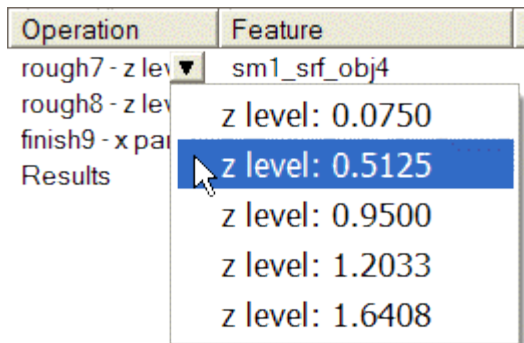 Operation Feature
rough7 - z lev sm1_srf_obj4
rough8 - z lev
finish9 - x par
Results
z level: 0.0750
z level: 0.5125
z level: 0.9500
z level: 1.2033
z level: 1.6408